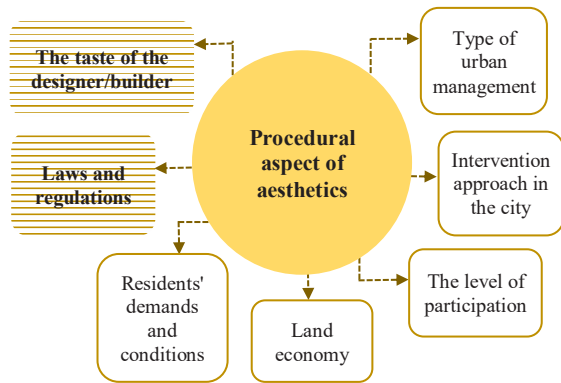 The taste of the
designer/builder
Laws and
regulations
Procedural
aspect of
aesthetics
Type of
urban
management
Intervention
approach in
the city
The level of
participation
Residents'
demands
and
conditions
Land
economy